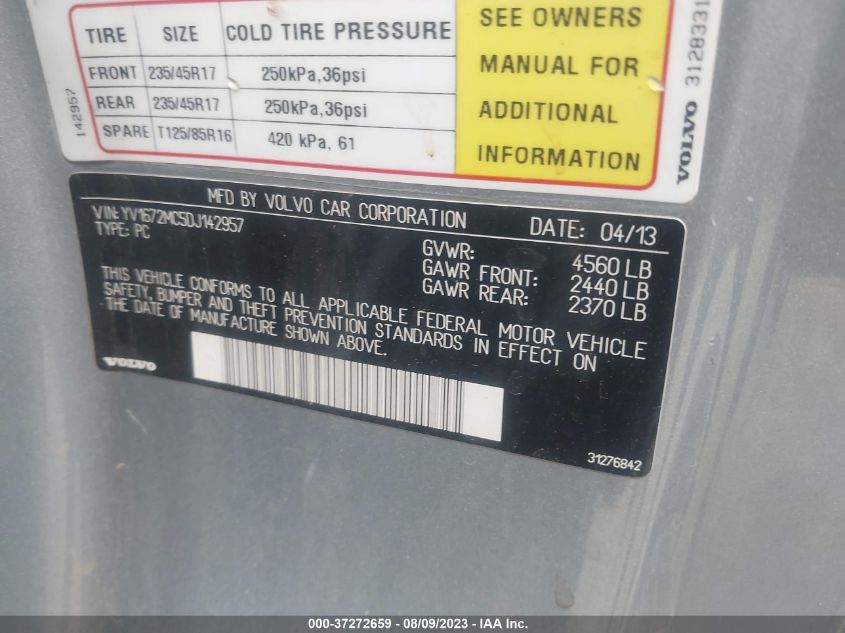 TIRE SIZE COLD TIRE PRESSURE
FRONT 235/45R17 250kPa,36psi
REAR 235/45R17 250kPa,36psi
SPARE T125/85R16 420 kPa, 61
SEE OWNERS
MANUAL FOR
ADDITIONAL
INFORMATION
142957
VOLVO 3128331
MFD BY VOLVO CAR CORPORATION DATE: 04/13
VIN: YV1672MC5DJ142957
TYPE: PC
GVWR: 4560 LB
GAWR FRONT: 2440 LB
GAWR REAR: 2370 LB
THIS VEHICLE CONFORMS TO ALL APPLICABLE FEDERAL MOTOR VEHICLE
SAFETY, BUMPER AND THEFT PREVENTION STANDARDS IN EFFECT ON
THE DATE OF MANUFACTURE SHOWN ABOVE.
VOLVO
31276842
000-37272659 - 08/09/2023 - IAA Inc.